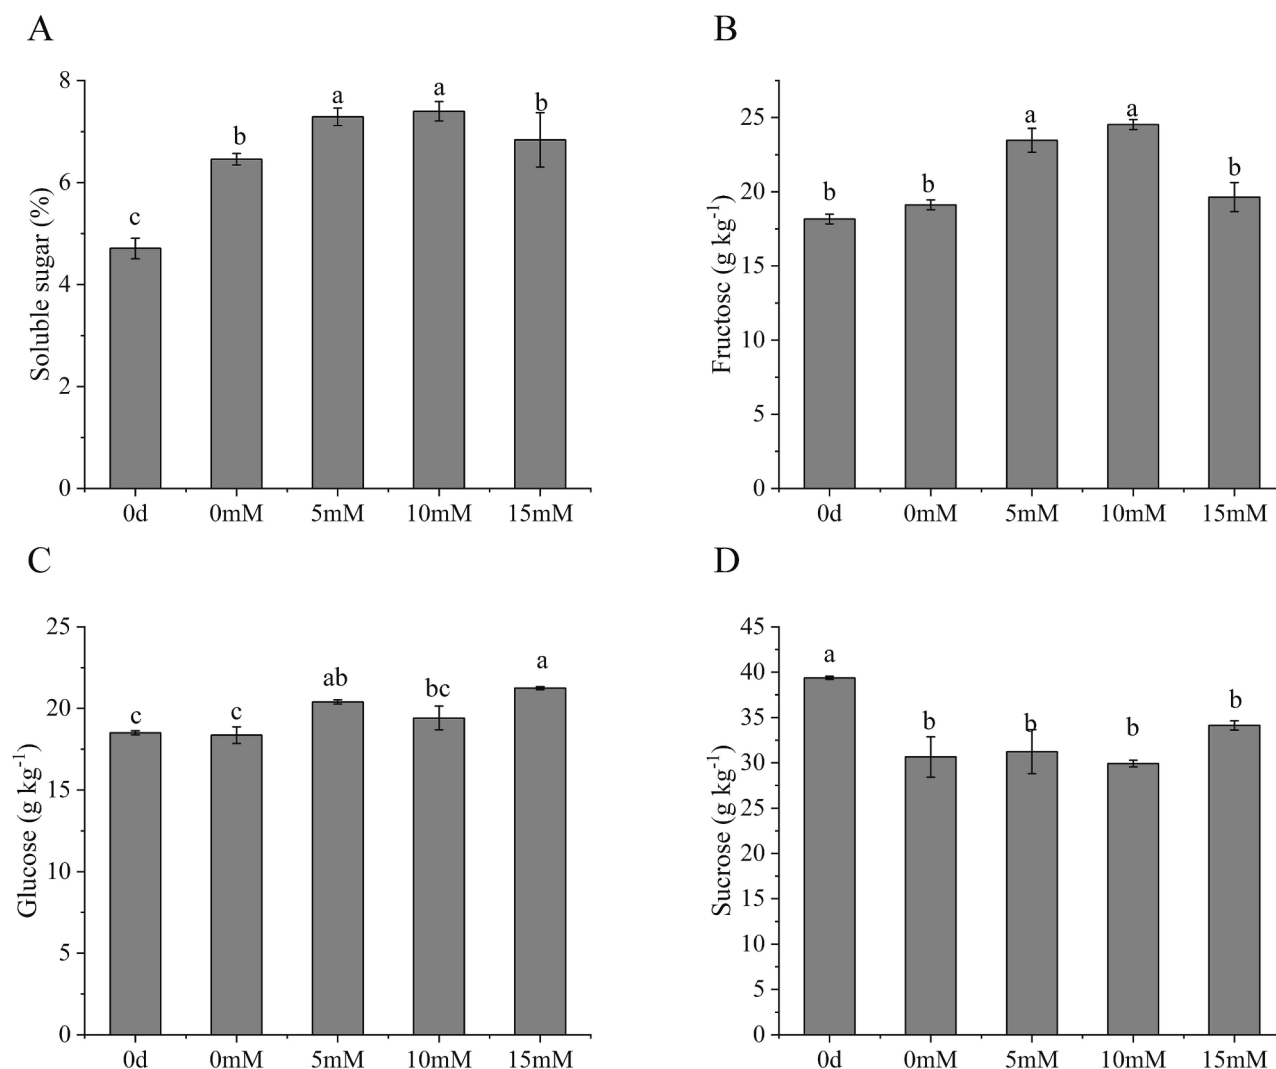 A
Soluble sugar (%)
8
6
4
2
0
c
b
a
a
b
0d 0mM 5mM 10mM 15mM
B
Fructosc (g kg⁻¹)
25
20
15
10
5
0
b
b
a
a
b
0d 0mM 5mM 10mM 15mM
C
Glucose (g kg⁻¹)
25
20
15
10
5
0
c
c
ab
bc
a
0d 0mM 5mM 10mM 15mM
D
Sucrose (g kg⁻¹)
45
40
35
30
25
20
15
10
5
0
a
b
b
b
b
0d 0mM 5mM 10mM 15mM